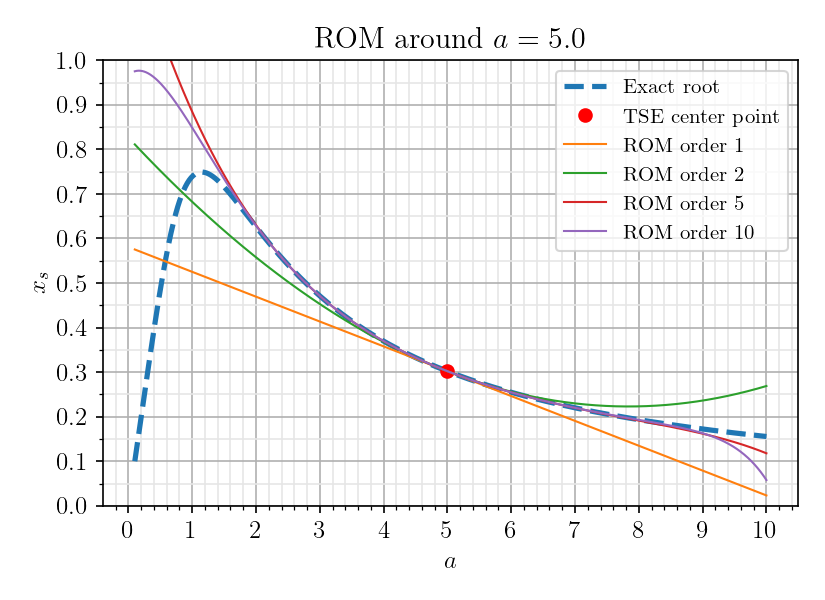 ROM around a = 5.0
1.0
0.9
0.8
0.7
0.6
0.5
0.4
0.3
0.2
0.1
0.0
x_s
Exact root
TSE center point
ROM order 1
ROM order 2
ROM order 5
ROM order 10
0 1 2 3 4 5 6 7 8 9 10
a